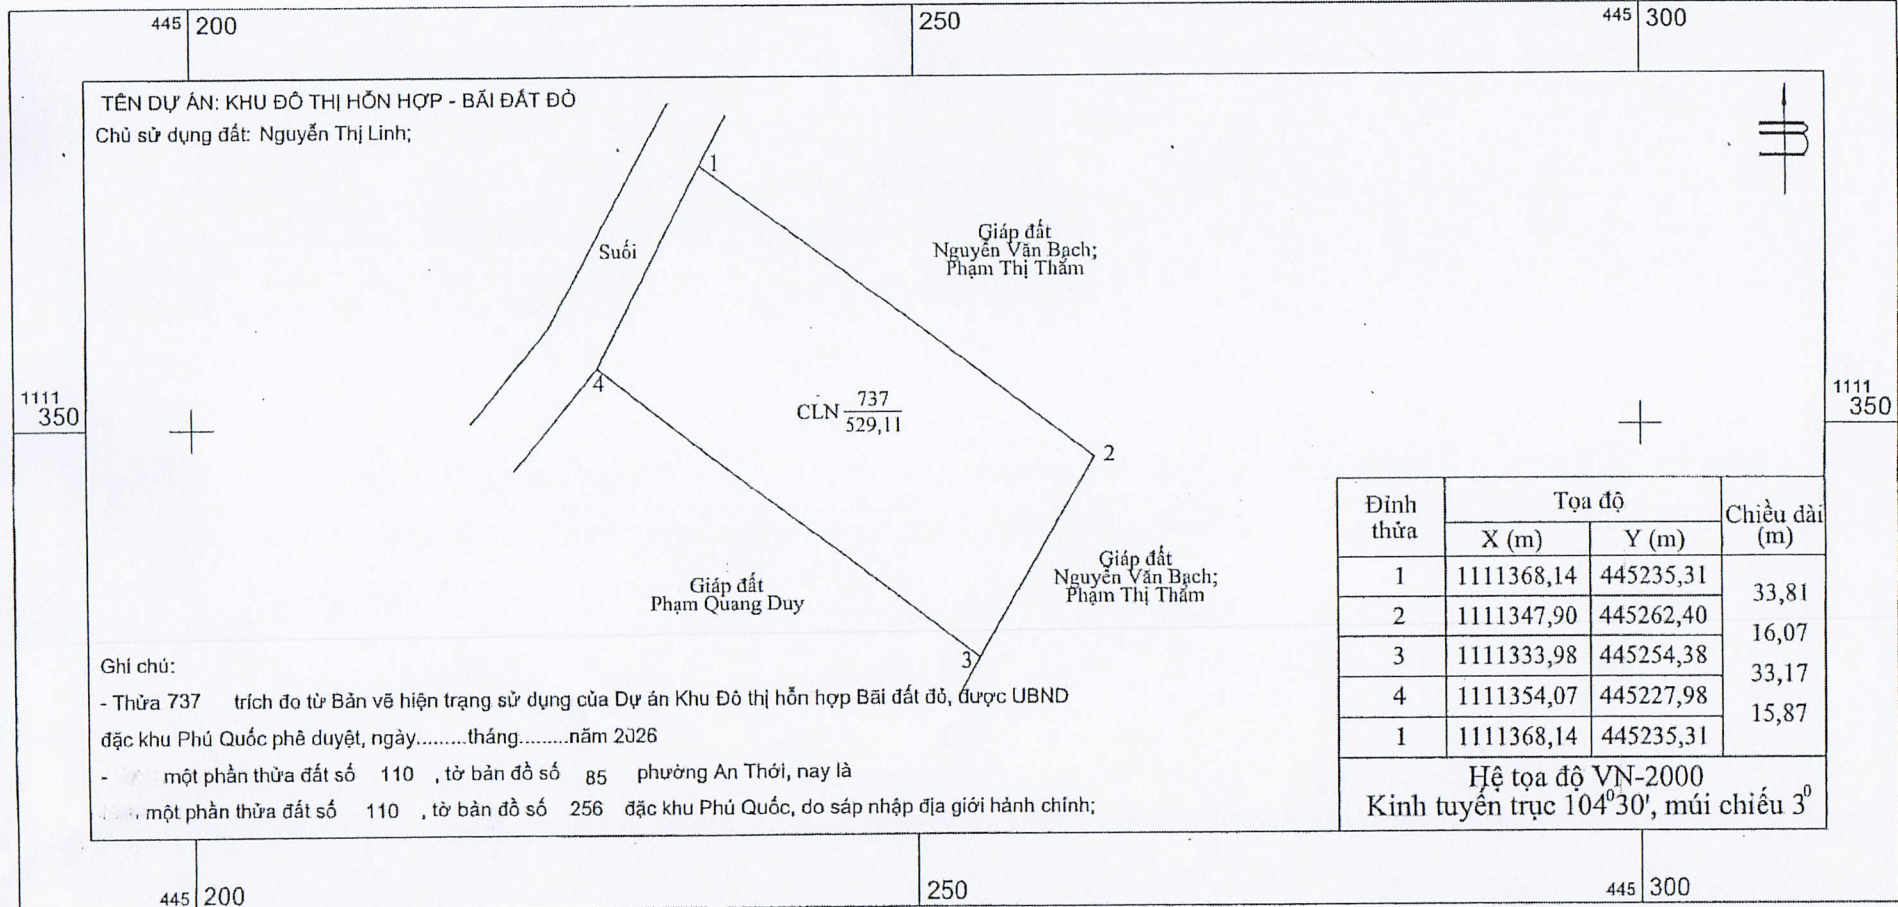 445 200
250
445 300
TÊN DỰ ÁN: KHU ĐÔ THỊ HỖN HỢP - BÃI ĐẤT ĐỎ
Chủ sử dụng đất: Nguyễn Thị Linh;
1
Suối
Giáp đất
Nguyễn Văn Bạch;
Phạm Thị Thắm
4
CLN 737
529,11
1111
350
1111
350
2
Giáp đất
Nguyễn Văn Bạch;
Phạm Thị Thắm
Giáp đất
Phạm Quang Duy
3
Đỉnh thửa Tọa độ Chiều dài (m)
X (m) Y (m)
1 1111368,14 445235,31
33,81
2 1111347,90 445262,40
16,07
3 1111333,98 445254,38
33,17
4 1111354,07 445227,98
15,87
1 1111368,14 445235,31
Hệ tọa độ VN-2000
Kinh tuyến trục 104⁰30', múi chiếu 3⁰
Ghi chú:
- Thửa 737 trích đo từ Bản vẽ hiện trạng sử dụng của Dự án Khu Đô thị hỗn hợp Bãi đất đỏ, được UBND
đặc khu Phú Quốc phê duyệt, ngày.........tháng.........năm 2026
- một phần thửa đất số 110 , tờ bản đồ số 85 phường An Thới, nay là
một phần thửa đất số 110 , tờ bản đồ số 256 đặc khu Phú Quốc, do sáp nhập địa giới hành chính;
445 200
250
445 300